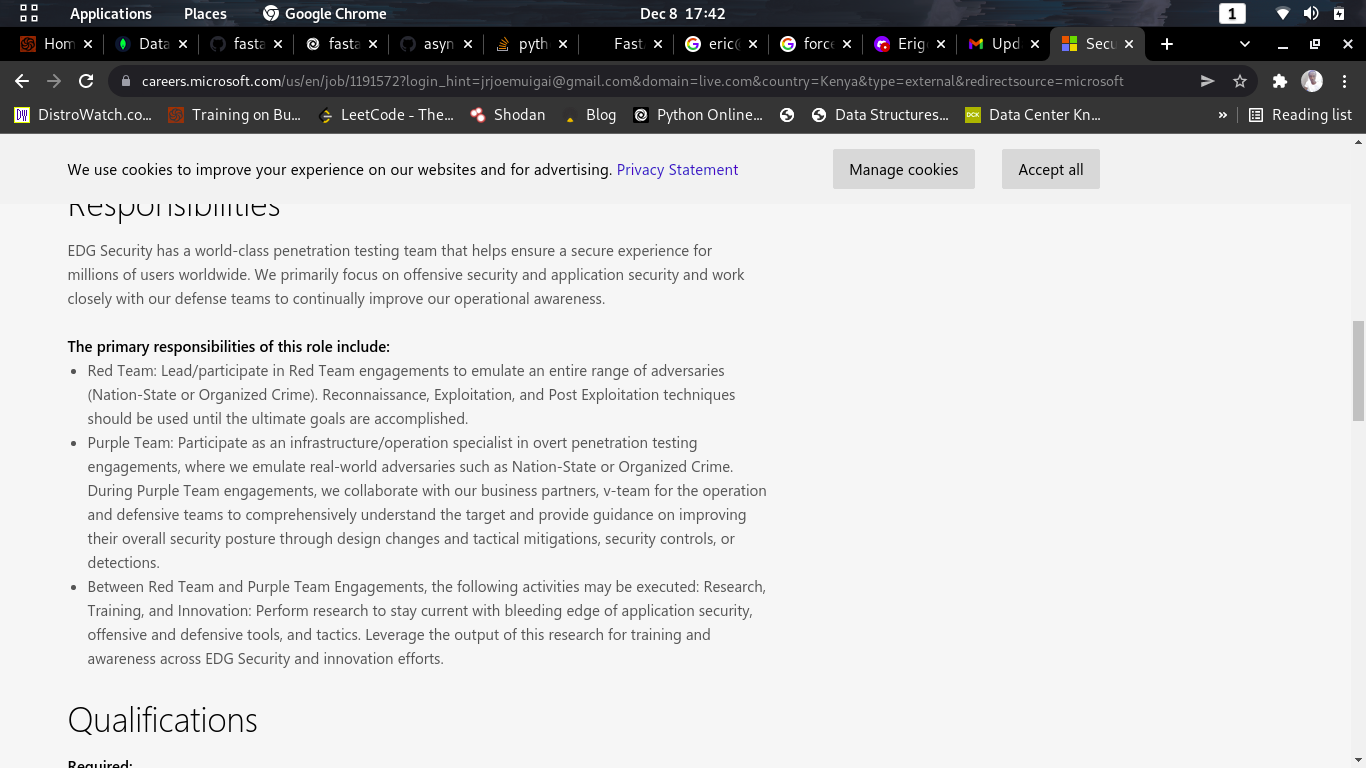 Applications Places Google Chrome Dec 8 17:42 1
Hom Data fasta fasta asyn pyth Fast eric@ force Erig Upd Secu
careers.microsoft.com/us/en/job/1191572?login_hint=jrjoemuigai@gmail.com&domain=live.com&country=Kenya&type=external&redirectsource=microsoft
DistroWatch.co... Training on Bu... LeetCode - The... Shodan Blog Python Online... Data Structures... DCK Data Center Kn... » Reading list
We use cookies to improve your experience on our websites and for advertising. Privacy Statement Manage cookies Accept all
Responsibilities
EDG Security has a world-class penetration testing team that helps ensure a secure experience for
millions of users worldwide. We primarily focus on offensive security and application security and work
closely with our defense teams to continually improve our operational awareness.
The primary responsibilities of this role include:
• Red Team: Lead/participate in Red Team engagements to emulate an entire range of adversaries
(Nation-State or Organized Crime). Reconnaissance, Exploitation, and Post Exploitation techniques
should be used until the ultimate goals are accomplished.
• Purple Team: Participate as an infrastructure/operation specialist in overt penetration testing
engagements, where we emulate real-world adversaries such as Nation-State or Organized Crime.
During Purple Team engagements, we collaborate with our business partners, v-team for the operation
and defensive teams to comprehensively understand the target and provide guidance on improving
their overall security posture through design changes and tactical mitigations, security controls, or
detections.
• Between Red Team and Purple Team Engagements, the following activities may be executed: Research,
Training, and Innovation: Perform research to stay current with bleeding edge of application security,
offensive and defensive tools, and tactics. Leverage the output of this research for training and
awareness across EDG Security and innovation efforts.
Qualifications
Required: